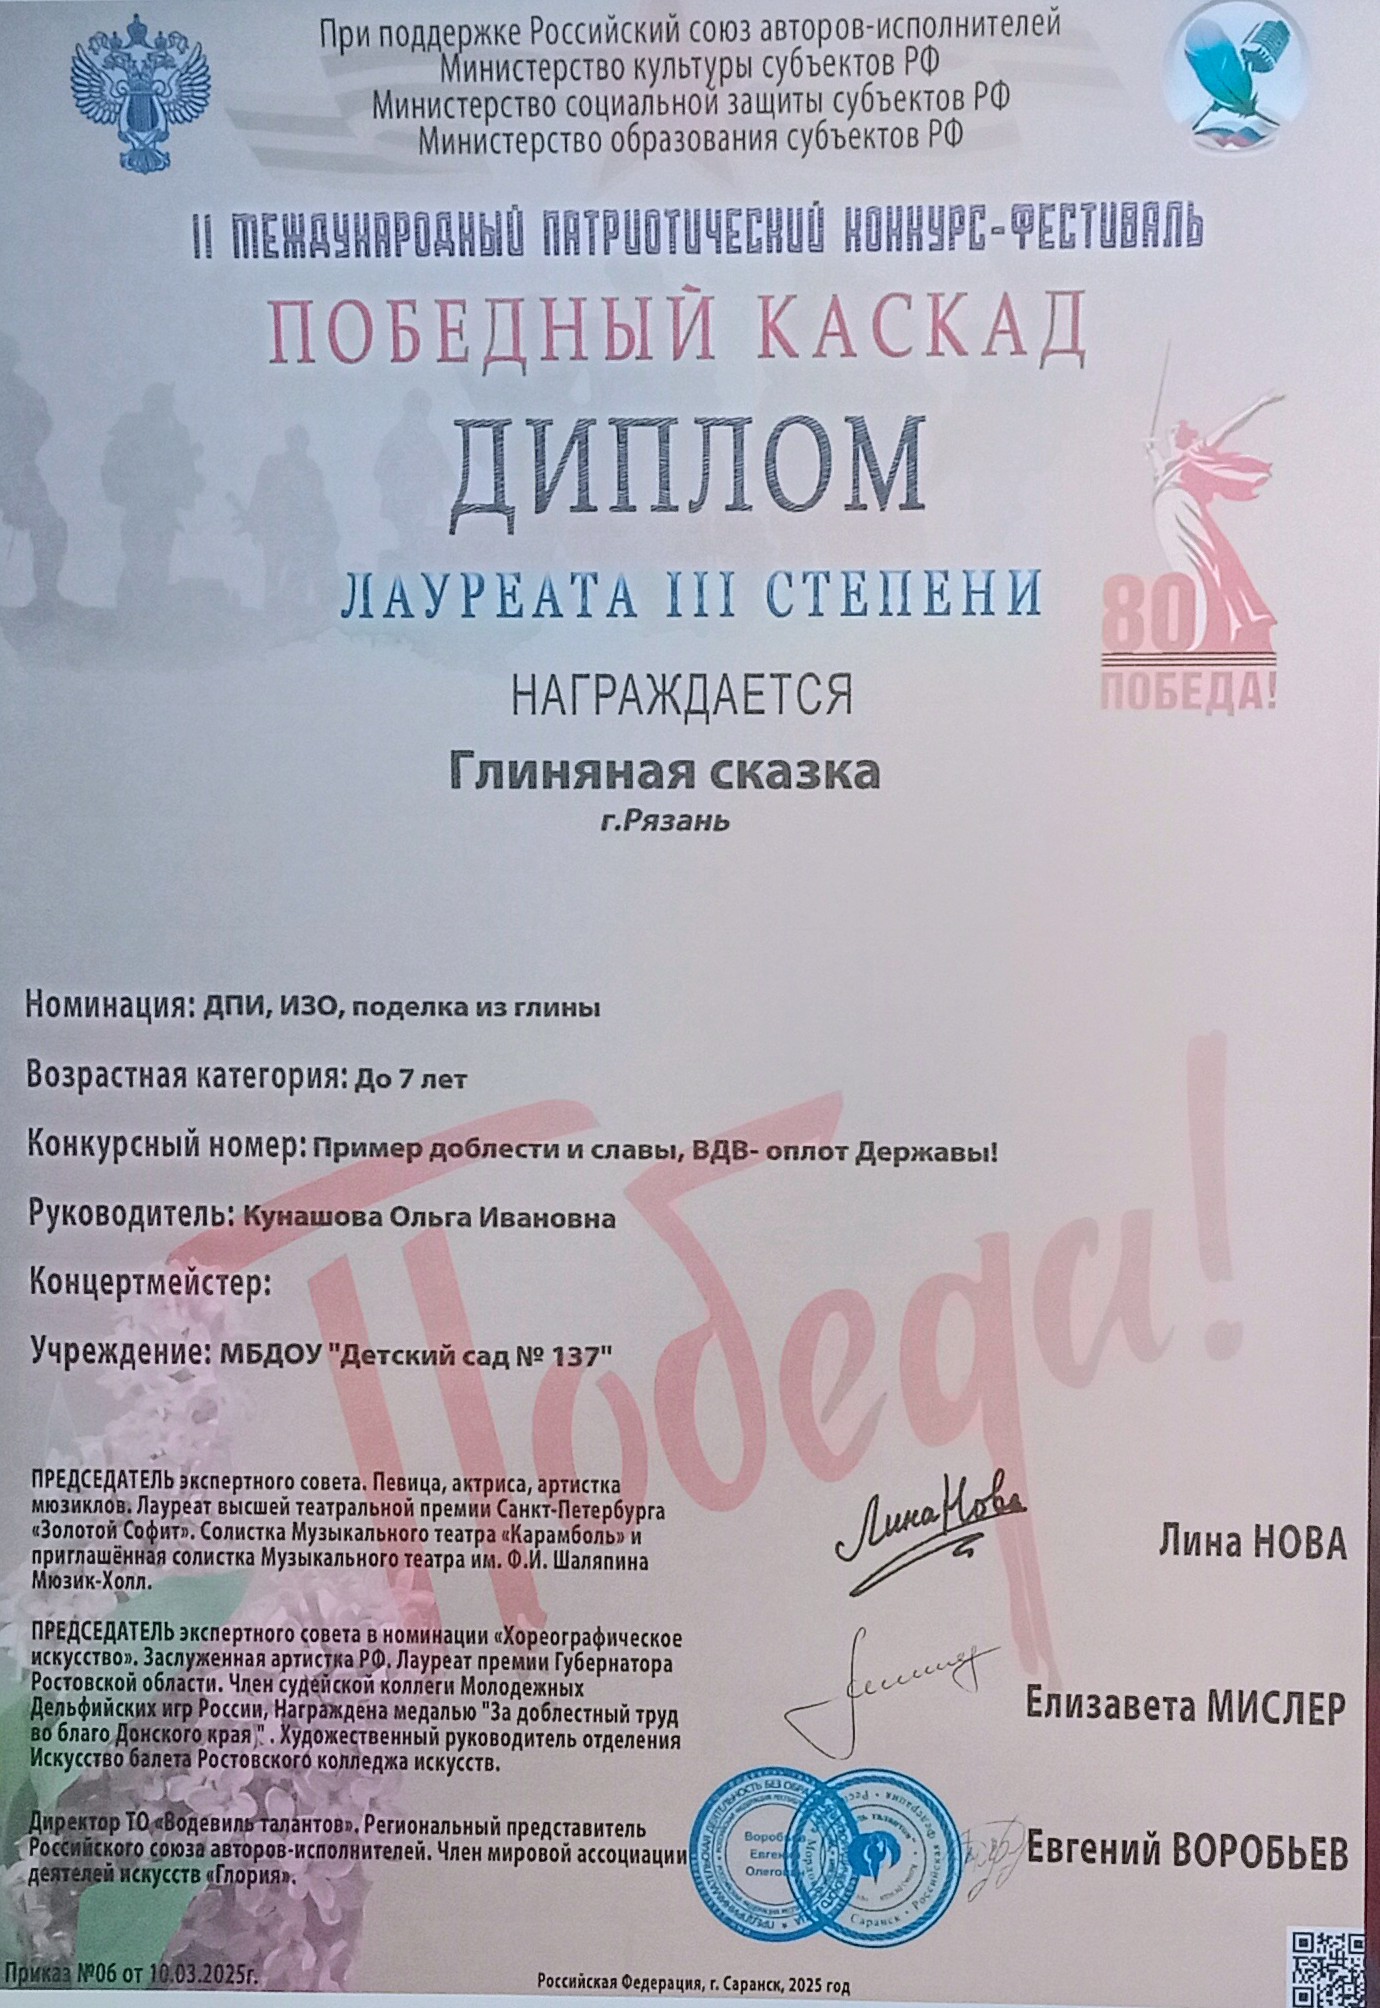 При поддержке Российский союз авторов-исполнителей
Министерство культуры субъектов РФ
Министерство социальной защиты субъектов РФ
Министерство образования субъектов РФ
II МЕЖДУНАРОДНЫЙ ПАТРИОТИЧЕСКИЙ КОНКУРС-ФЕСТИВАЛЬ
ПОБЕДНЫЙ КАСКАД
ДИПЛОМ
ЛАУРЕАТА III СТЕПЕНИ
80
ПОБЕДА!
НАГРАЖДАЕТСЯ
Глиняная сказка
г.Рязань
Номинация: ДПИ, ИЗО, поделка из глины
Возрастная категория: До 7 лет
Конкурсный номер: Пример доблести и славы, ВДВ- оплот Державы!
Руководитель: Кунашова Ольга Ивановна
Концертмейстер:
Учреждение: МБДОУ "Детский сад № 137"
Победа!
ПРЕДСЕДАТЕЛЬ экспертного совета. Певица, актриса, артистка
мюзиклов. Лауреат высшей театральной премии Санкт-Петербурга
«Золотой Софит». Солистка Музыкального театра «Карамболь» и
приглашённая солистка Музыкального театра им. Ф.И. Шаляпина
Мюзик-Холл.
Лина Нова
Лина НОВА
ПРЕДСЕДАТЕЛЬ экспертного совета в номинации «Хореографическое
искусство». Заслуженная артистка РФ. Лауреат премии Губернатора
Ростовской области. Член судейской коллеги Молодежных
Дельфийских игр России, Награждена медалью "За доблестный труд
во благо Донского края," . Художественный руководитель отделения
Искусство балета Ростовского колледжа искусств.
Елизавета МИСЛЕР
Директор ТО «Водевиль талантов». Региональный представитель
Российского союза авторов-исполнителей. Член мировой ассоциации
деятелей искусств «Глория».
Воробьев
Евгений
Олегович
Саранск
Евгений ВОРОБЬЕВ
Приказ №06 от 10.03.2025г.
Российская Федерация, г. Саранск, 2025 год